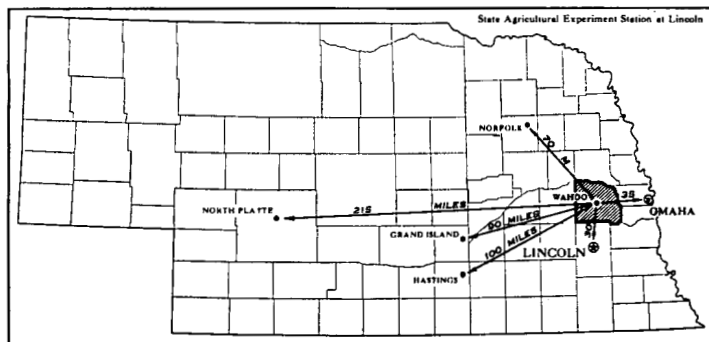 State Agricultural Experiment Station at Lincoln
NORFOLK
70 M
WAHOO
35
OMAHA
NORTH PLATTE
215 MILES
GRAND ISLAND
90 MILES
30
LINCOLN
100 MILES
HASTINGS